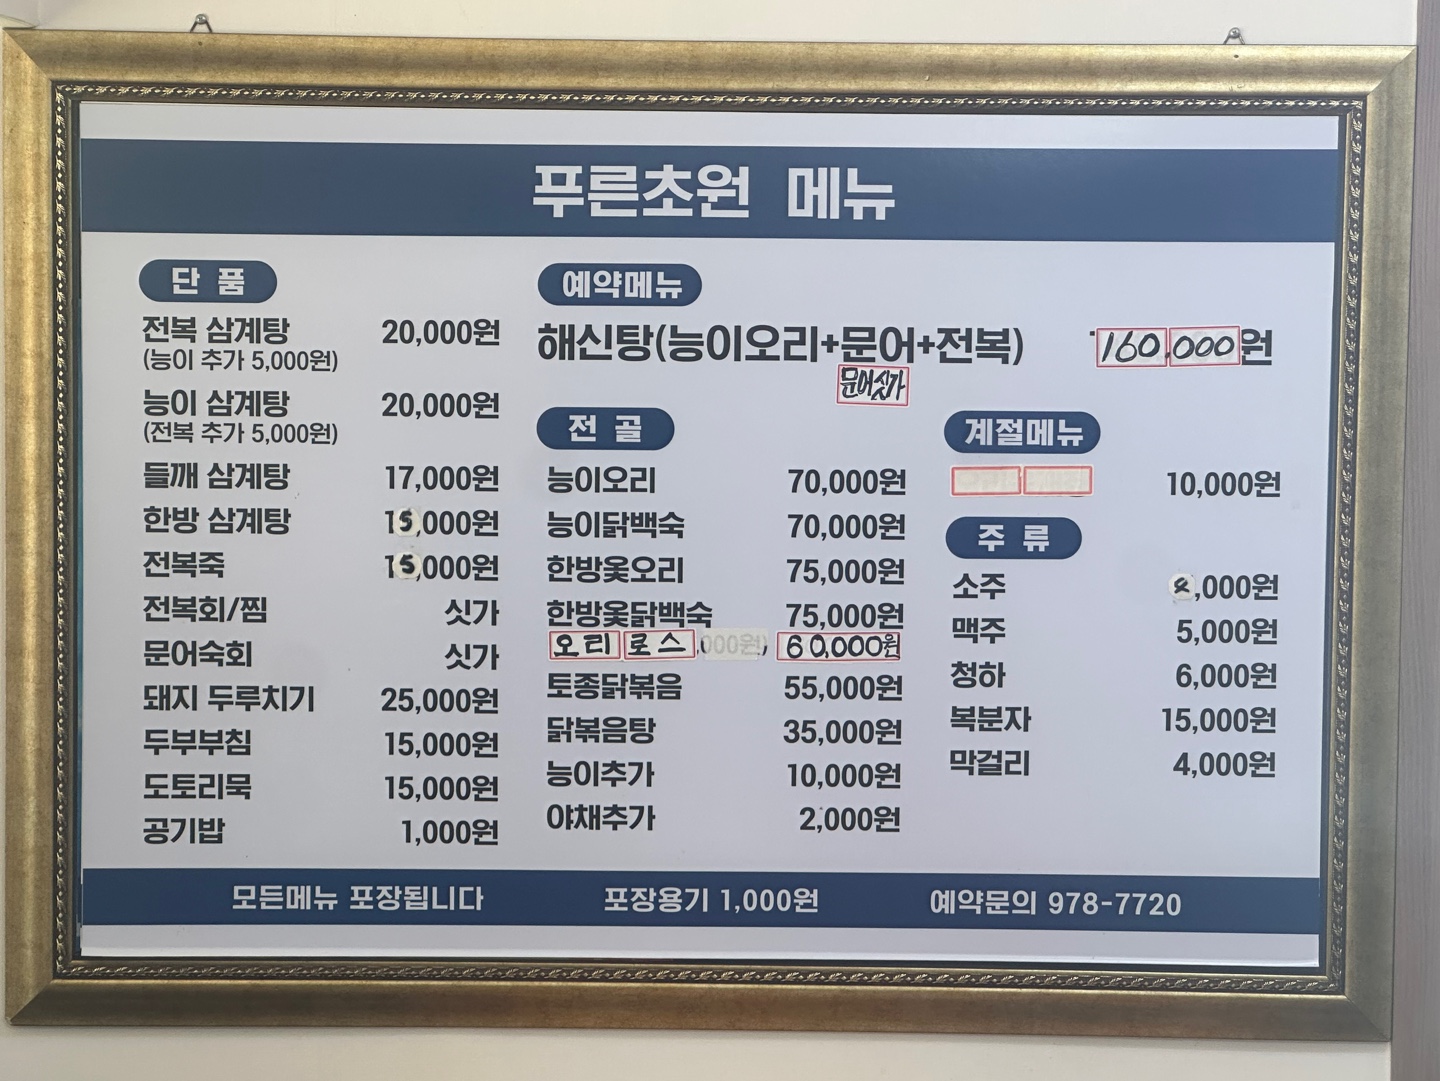 푸른초원 메뉴
단 품
전복 삼계탕 20,000원
(능이 추가 5,000원)
능이 삼계탕 20,000원
(전복 추가 5,000원)
들깨 삼계탕 17,000원
한방 삼계탕 15,000원
전복죽 15,000원
전복회/찜 싯가
문어숙회 싯가
돼지 두루치기 25,000원
두부부침 15,000원
도토리묵 15,000원
공기밥 1,000원
예약메뉴
해신탕(능이오리+문어+전복) 160,000원
문어싯가
전 골
능이오리 70,000원
능이닭백숙 70,000원
한방옻오리 75,000원
한방옻닭백숙 75,000원
오리 로스 60,000원
토종닭볶음 55,000원
닭볶음탕 35,000원
능이추가 10,000원
야채추가 2,000원
계절메뉴
10,000원
주 류
소주 ,000원
맥주 5,000원
청하 6,000원
복분자 15,000원
막걸리 4,000원
모든메뉴 포장됩니다 포장용기 1,000원 예약문의 978-7720